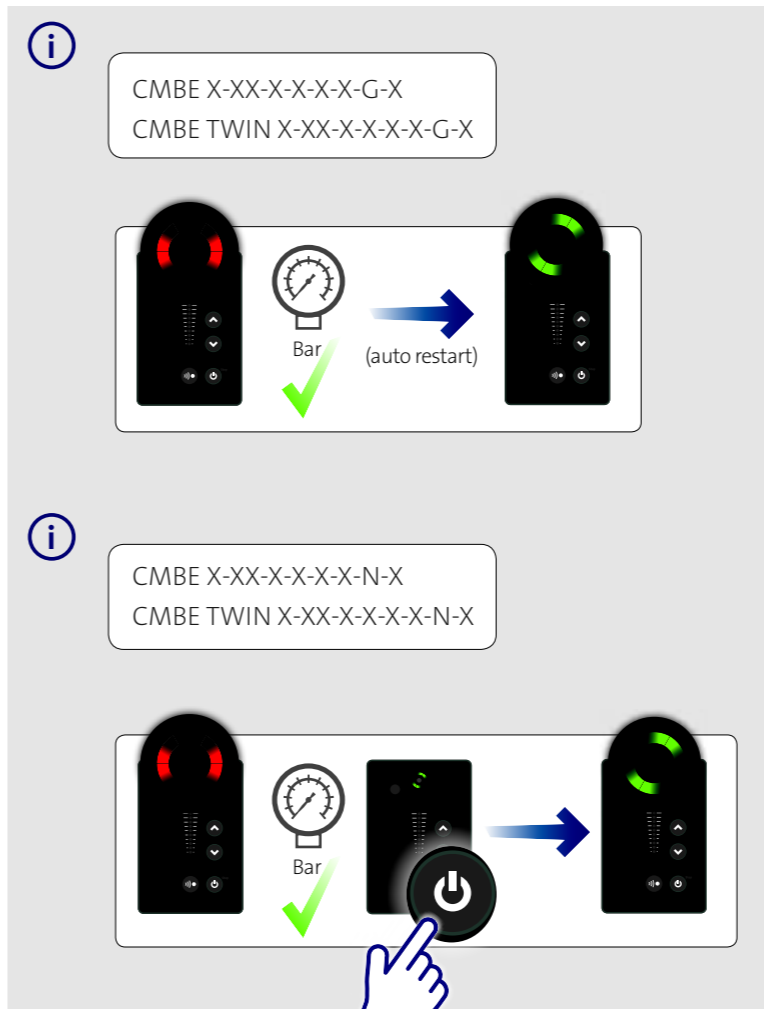 i
CMBE X-XX-X-X-X-X-G-X
CMBE TWIN X-XX-X-X-X-X-G-X
Bar
(auto restart)
i
CMBE X-XX-X-X-X-X-N-X
CMBE TWIN X-XX-X-X-X-X-N-X
Bar